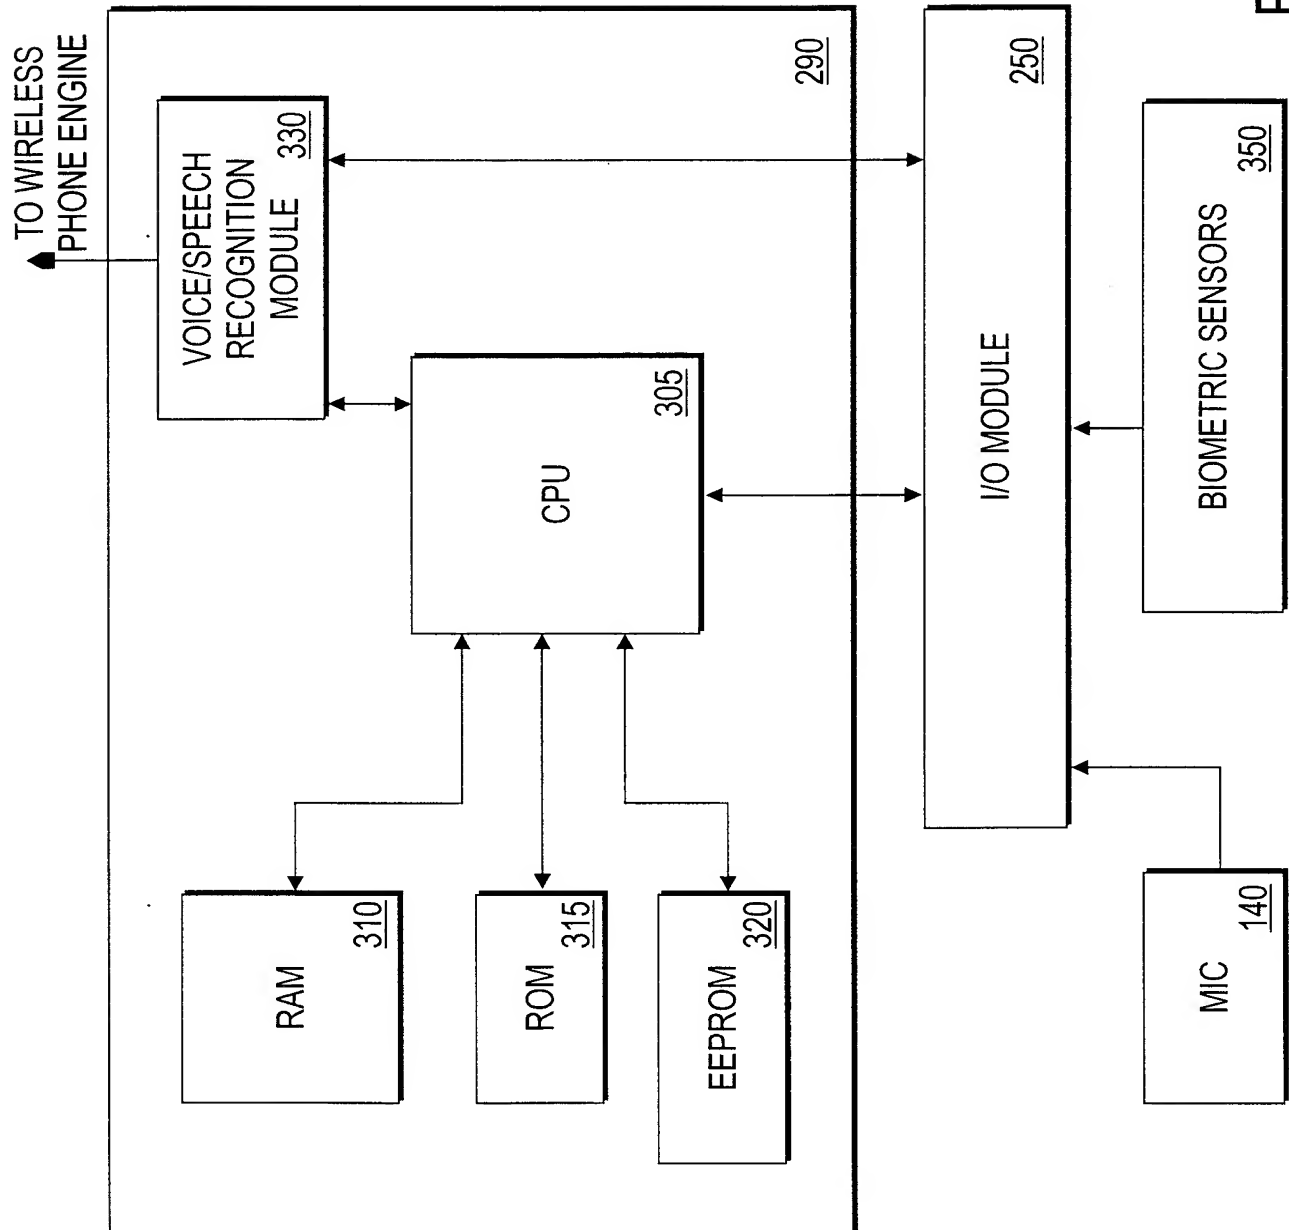 TO WIRELESS
PHONE ENGINE
VOICE/SPEECH
RECOGNITION
MODULE
330
290
CPU
305
RAM
310
ROM
315
EEPROM
320
I/O MODULE
250
BIOMETRIC SENSORS
350
MIC
140